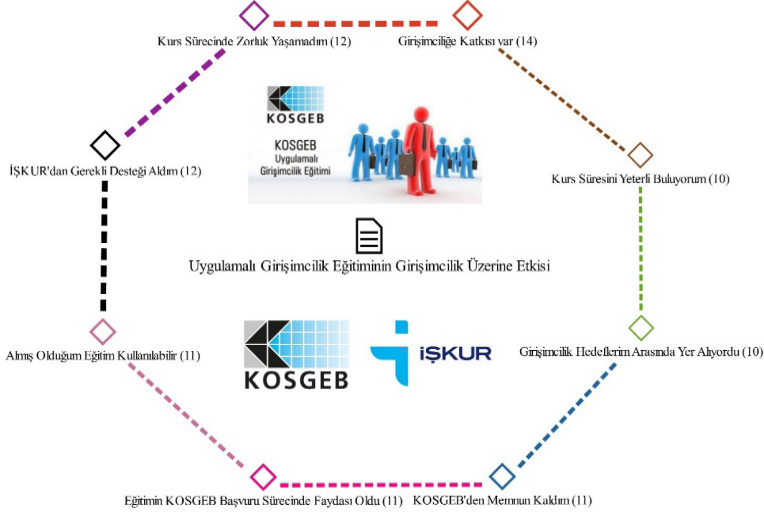 Kurs Sürecinde Zorluk Yaşamadım (12)
Girişimciliğe Katkısı var (14)
KOSGEB
KOSGEB
Uygulamalı
Girişimcilik Eğitimi
İŞKUR'dan Gerekli Desteği Aldım (12)
Kurs Süresini Yeterli Buluyorum (10)
Uygulamalı Girişimcilik Eğitiminin Girişimcilik Üzerine Etkisi
Almış Olduğum Eğitim Kullanılabilir (11)
KOSGEB
İŞKUR
Girişimcilik Hedeflerim Arasında Yer Alıyordu (10)
Eğitimin KOSGEB Başvuru Sürecinde Faydası Oldu (11)
KOSGEB'den Memnun Kaldım (11)